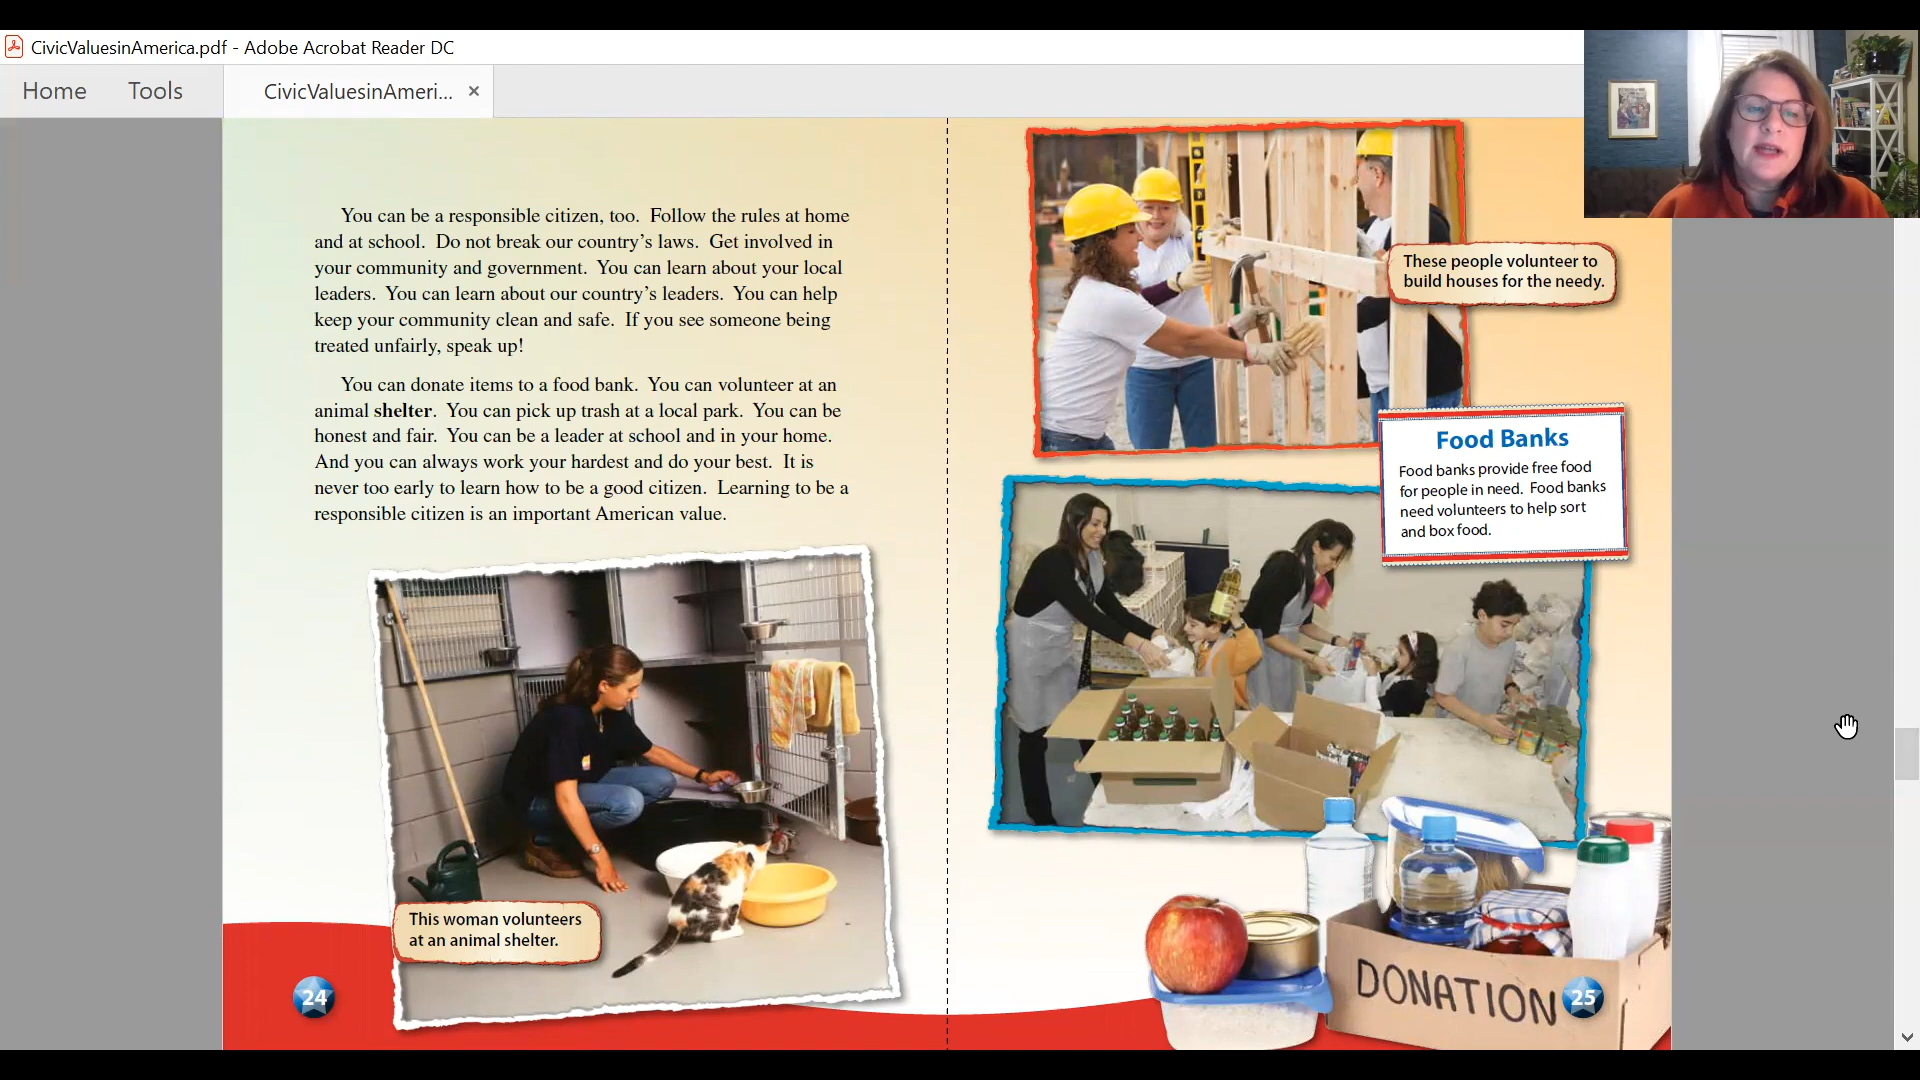 CivicValuesinAmerica.pdf - Adobe Acrobat Reader DC
Home
Tools
CivicValuesinAmeri...
You can be a responsible citizen, too. Follow the rules at home
and at school. Do not break our country's laws. Get involved in
your community and government. You can learn about your local
leaders. You can learn about our country's leaders. You can help
keep your community clean and safe. If you see someone being
treated unfairly, speak up!
You can donate items to a food bank. You can volunteer at an
animal shelter. You can pick up trash at a local park. You can be
honest and fair. You can be a leader at school and in your home.
And you can always work your hardest and do your best. It is
never too early to learn how to be a good citizen. Learning to be a
responsible citizen is an important American value.
This woman volunteers
at an animal shelter.
24
These people volunteer to
build houses for the needy.
Food Banks
Food banks provide free food
for people in need. Food banks
need volunteers to help sort
and box food.
DONATION
25